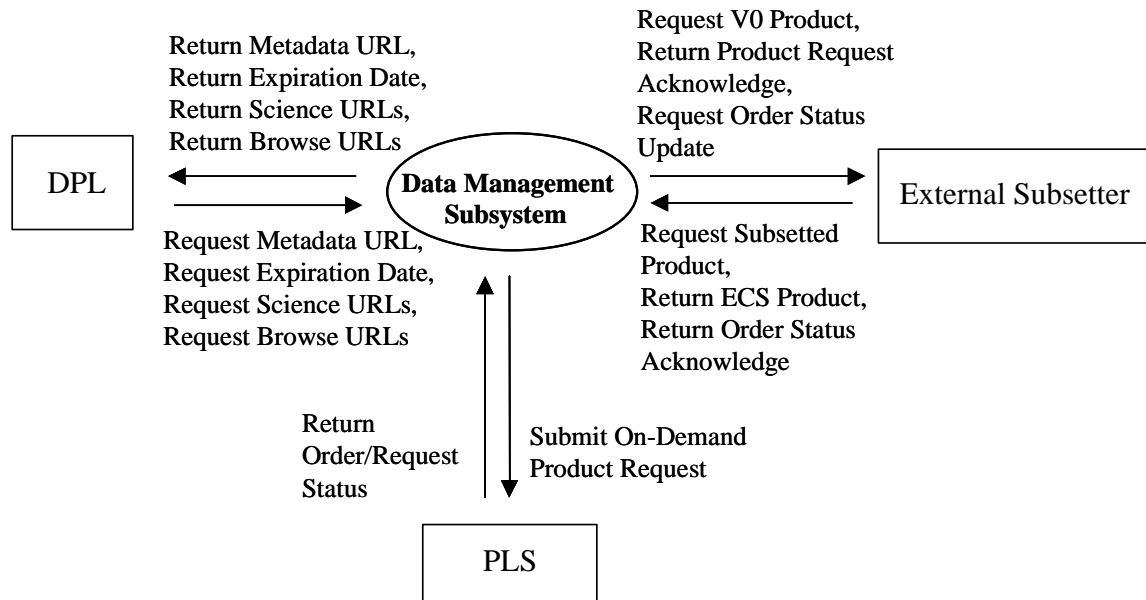 Return Metadata URL,
Return Expiration Date,
Return Science URLs,
Return Browse URLs
Request V0 Product,
Return Product Request
Acknowledge,
Request Order Status
Update
DPL
Data Management
Subsystem
External Subsetter
Request Metadata URL,
Request Expiration Date,
Request Science URLs,
Request Browse URLs
Request Subsetted
Product,
Return ECS Product,
Return Order Status
Acknowledge
Return
Order/Request
Status
Submit On-Demand
Product Request
PLS